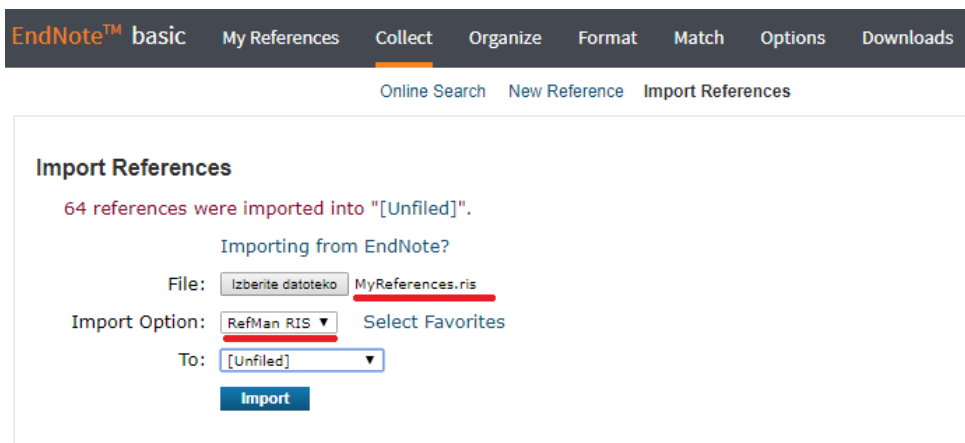 EndNote™ basic My References Collect Organize Format Match Options Downloads
Online Search New Reference Import References
Import References
64 references were imported into "[Unfiled]".
Importing from EndNote?
File: Izberite datoteko MyReferences.ris
Import Option: RefMan RIS ▼ Select Favorites
To: [Unfiled] ▼
Import